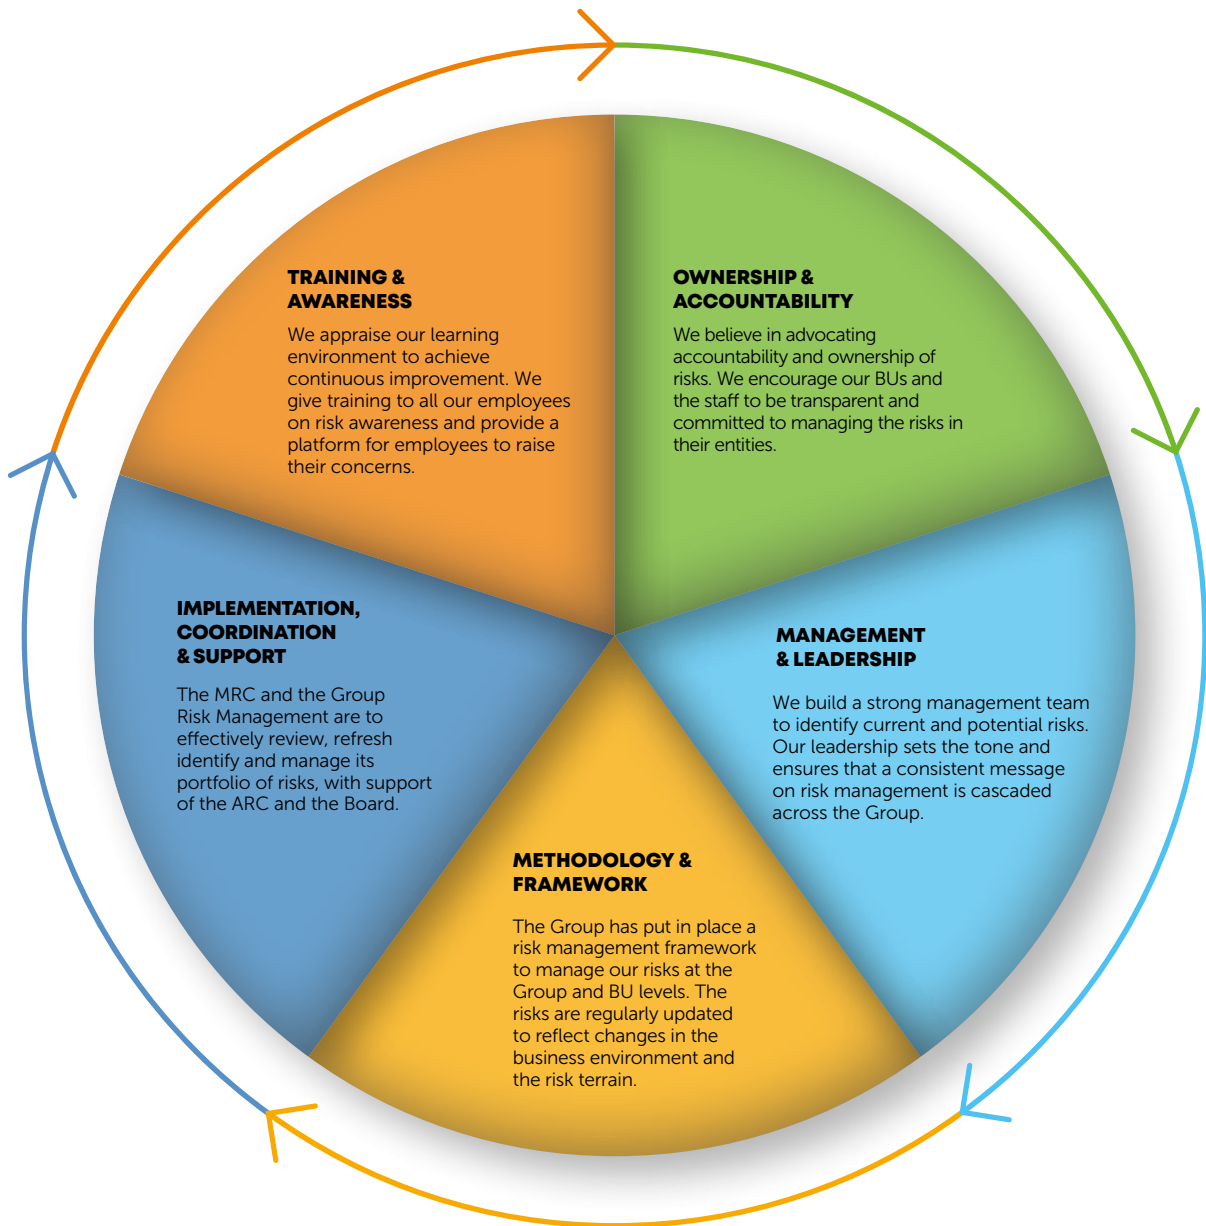 TRAINING &
AWARENESS
We appraise our learning
environment to achieve
continuous improvement. We
give training to all our employees
on risk awareness and provide a
platform for employees to raise
their concerns.
OWNERSHIP &
ACCOUNTABILITY
We believe in advocating
accountability and ownership of
risks. We encourage our BUs and
the staff to be transparent and
committed to managing the risks in
their entities.
IMPLEMENTATION,
COORDINATION
& SUPPORT
The MRC and the Group
Risk Management are to
effectively review, refresh
identify and manage its
portfolio of risks, with support
of the ARC and the Board.
MANAGEMENT
& LEADERSHIP
We build a strong management team
to identify current and potential risks.
Our leadership sets the tone and
ensures that a consistent message
on risk management is cascaded
across the Group.
METHODOLOGY &
FRAMEWORK
The Group has put in place a
risk management framework
to manage our risks at the
Group and BU levels. The
risks are regularly updated
to reflect changes in the
business environment and
the risk terrain.